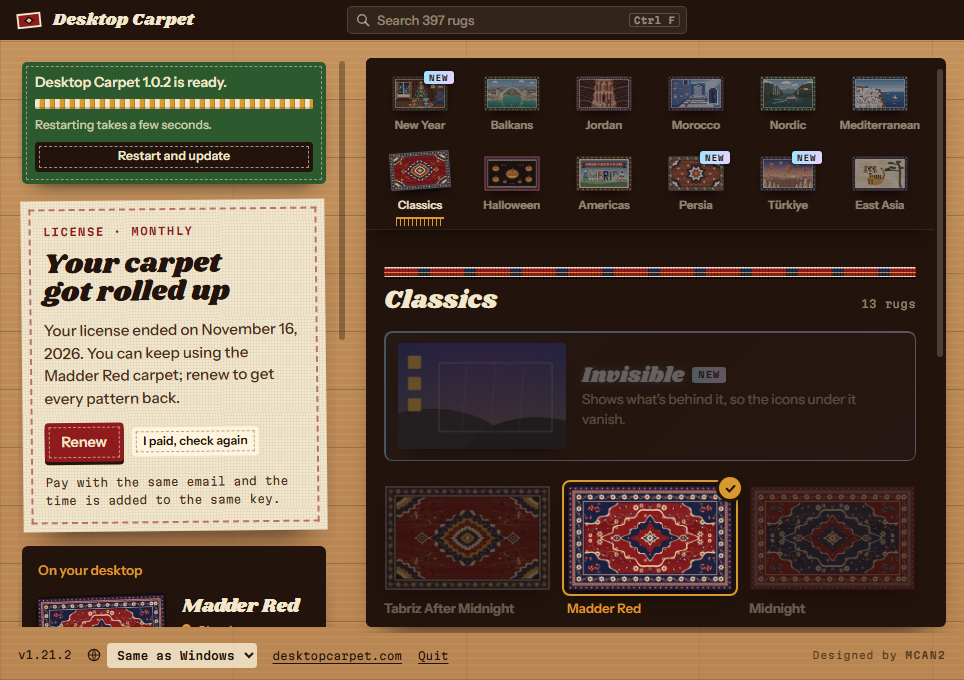 Desktop Carpet
Search 397 rugs
Ctrl F
Desktop Carpet 1.0.2 is ready.
Restarting takes a few seconds.
Restart and update
LICENSE · MONTHLY
Your carpet
got rolled up
Your license ended on November 16,
2026. You can keep using the
Madder Red carpet; renew to get
every pattern back.
Renew
I paid, check again
Pay with the same email and the
time is added to the same key.
On your desktop
Madder Red
NEW
New Year
Balkans
Jordan
Morocco
Nordic
Mediterranean
NEW
NEW
Classics
Halloween
Americas
Persia
Türkiye
East Asia
Classics
13 rugs
Invisible
NEW
Shows what's behind it, so the icons under it
vanish.
Tabriz After Midnight
Madder Red
Midnight
v1.21.2
Same as Windows
desktopcarpet.com
Quit
Designed by MCAN2